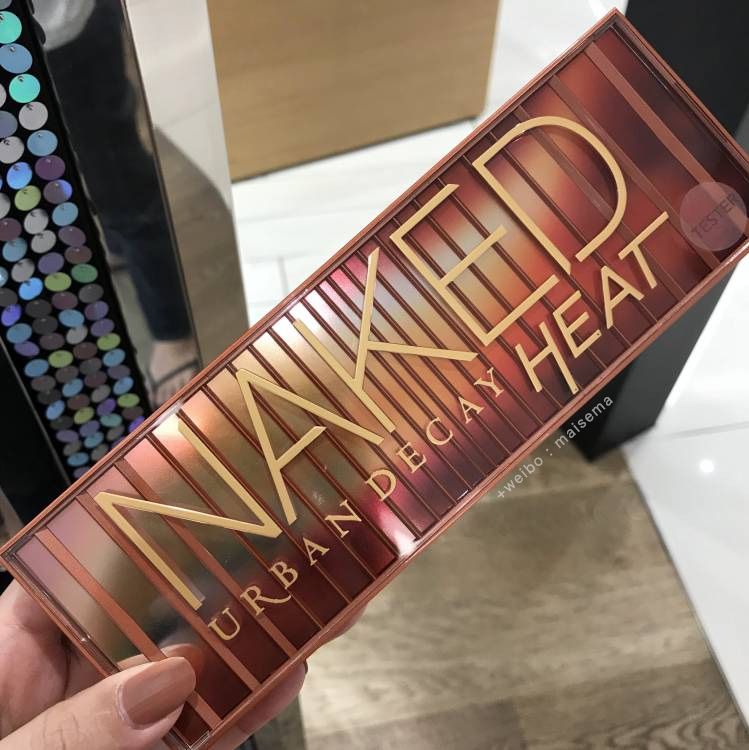 NAKED
HEAT
URBAN DECAY
TESTER
+weibo : maisema